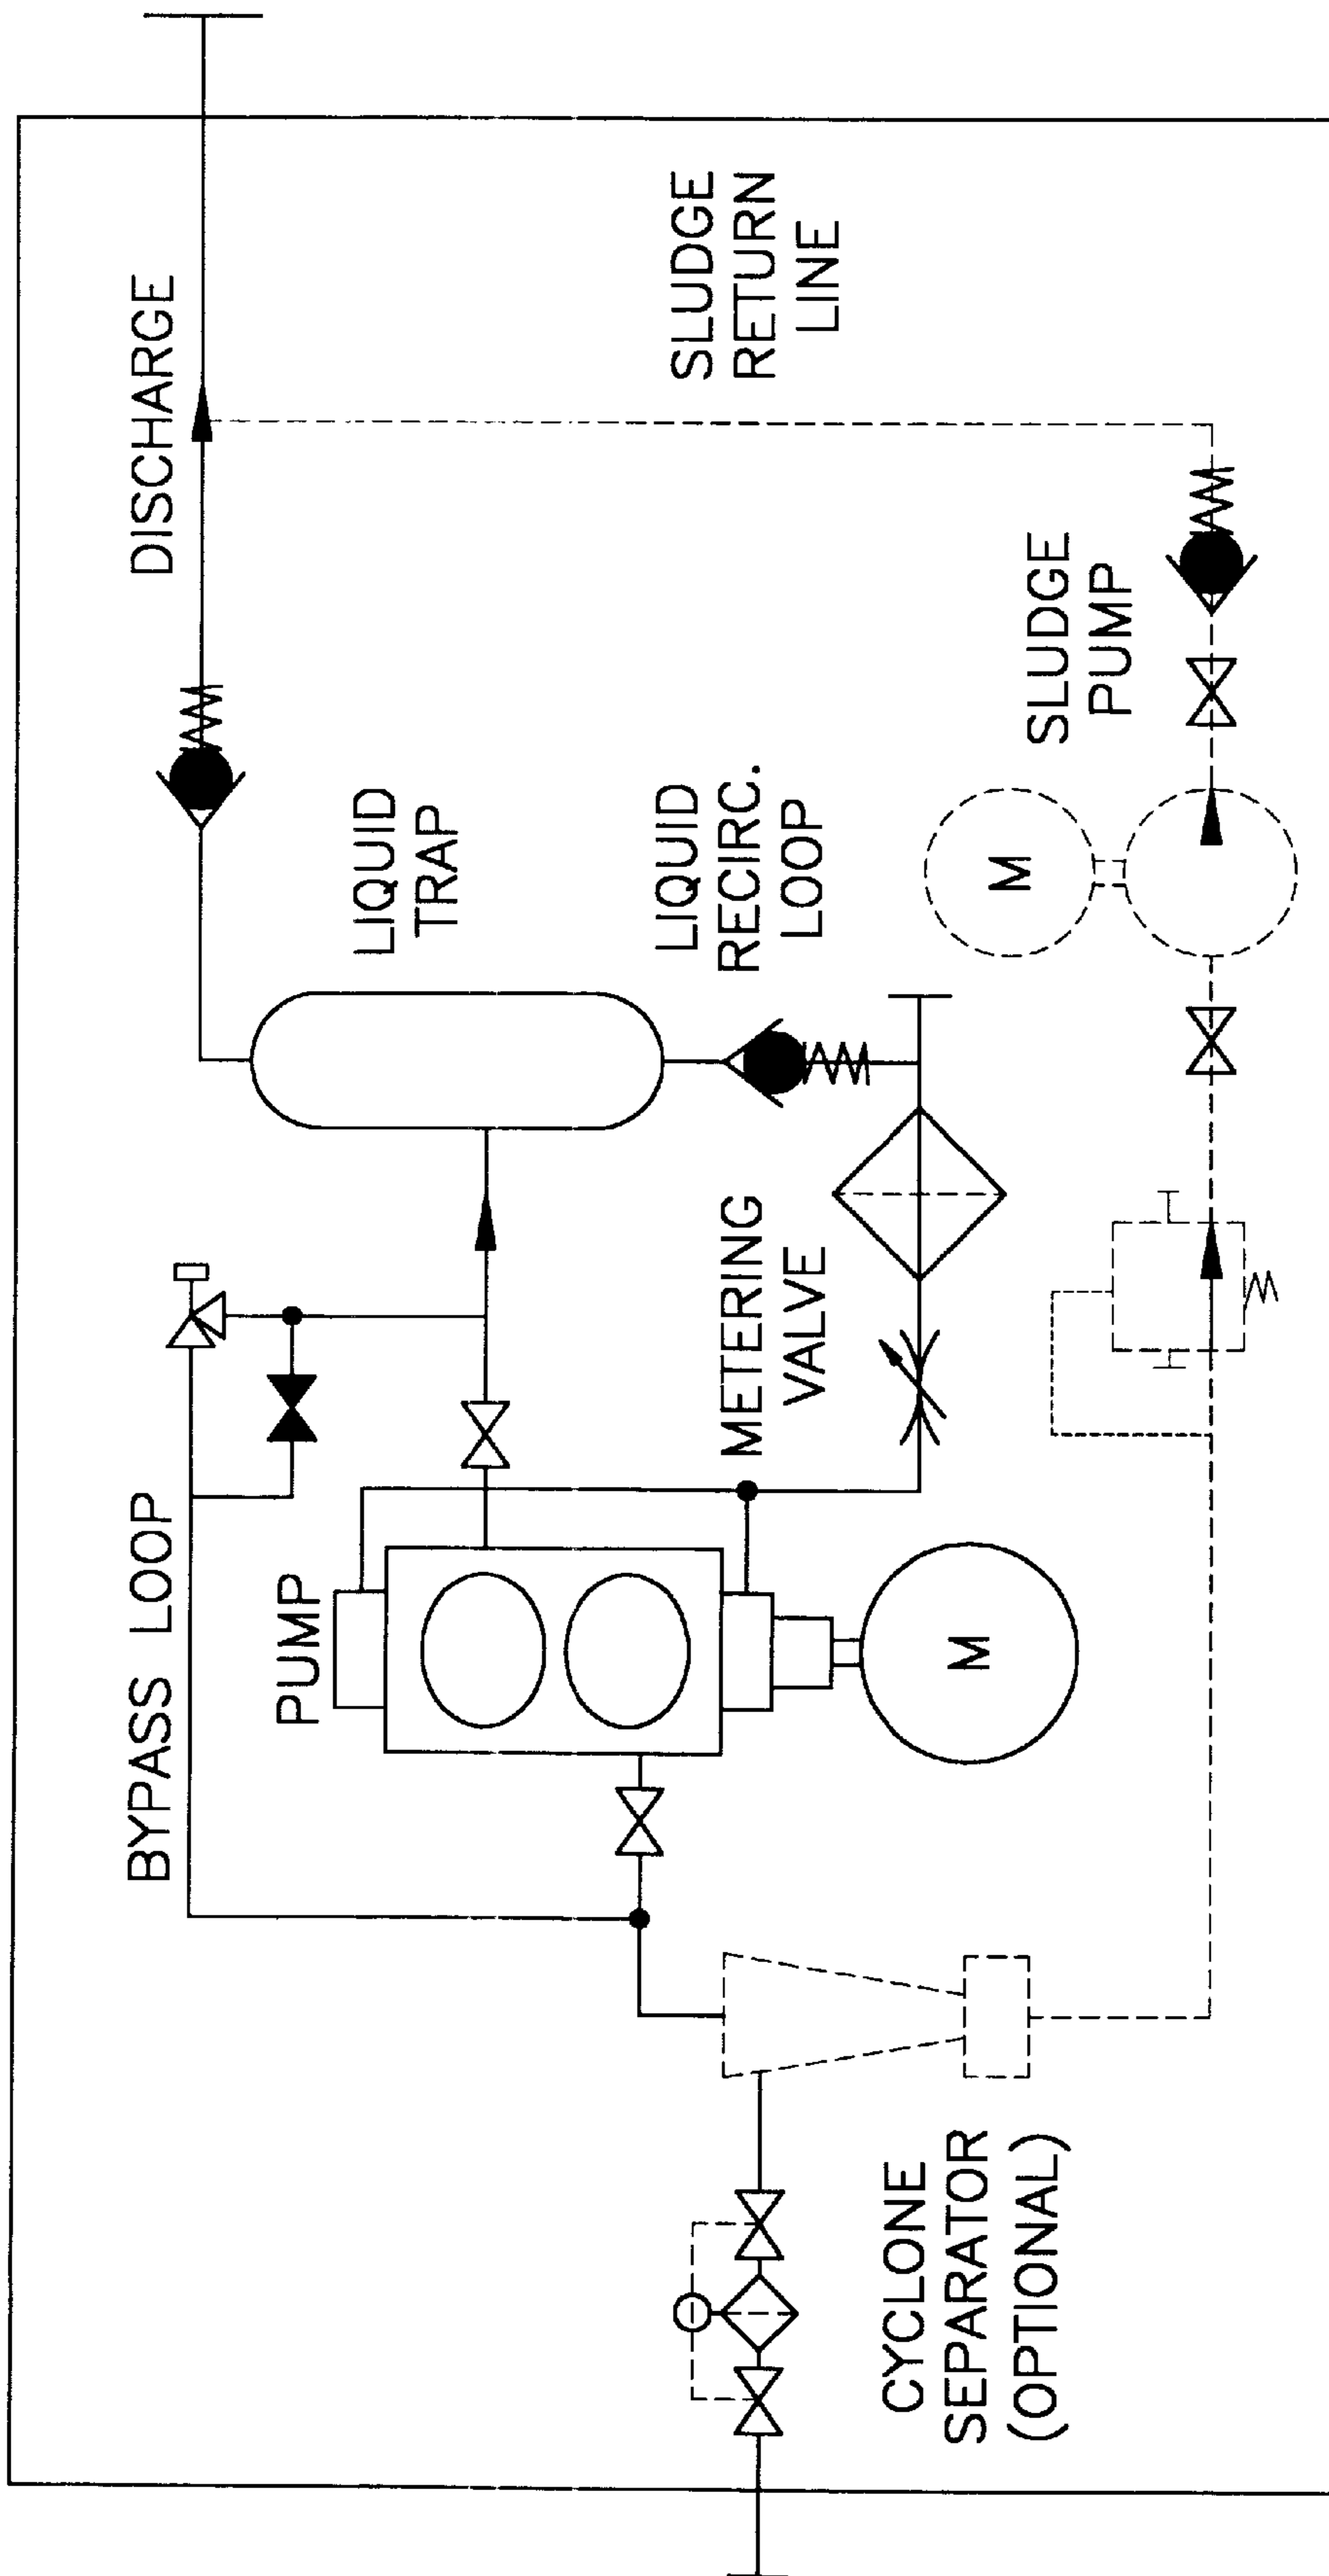 DISCHARGE
SLUDGE
RETURN
LINE
LIQUID
TRAP
LIQUID
RECIRC.
LOOP
SLUDGE
PUMP
M
BYPASS LOOP
PUMP
METERING
VALVE
M
CYCLONE
SEPARATOR
(OPTIONAL)